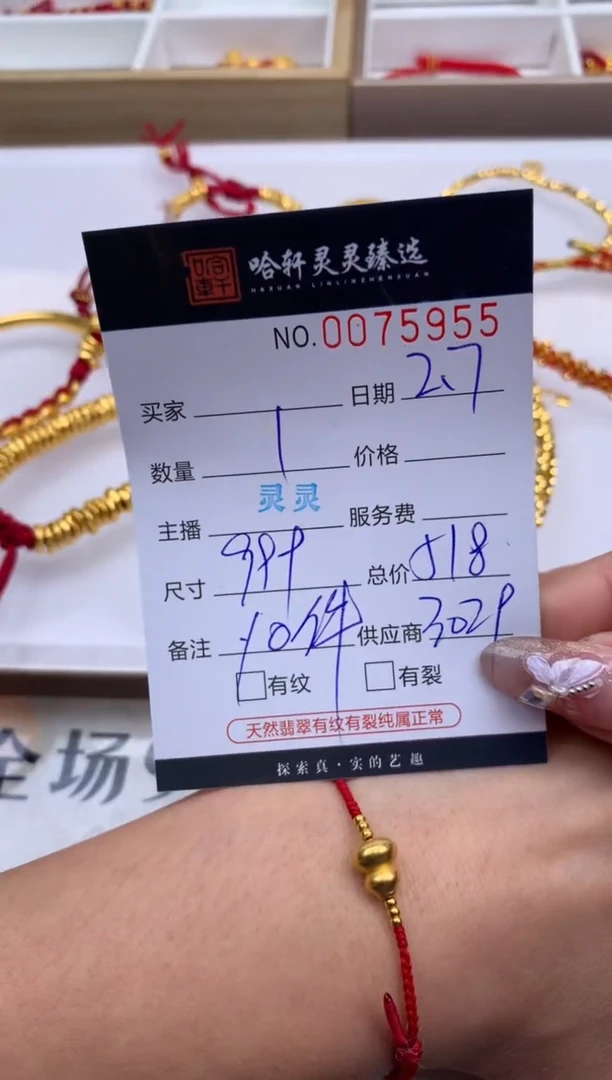 哈轩灵灵臻选
HAXUAN LINLINZHENXUAN
NO.0075955
买家 日期 2.7
数量 1 价格
主播 灵灵 服务费
尺寸 999 总价 518
备注 10件 供应商 3029
有纹 有裂
天然翡翠有纹有裂纯属正常
探索真·实的艺趣
全场9